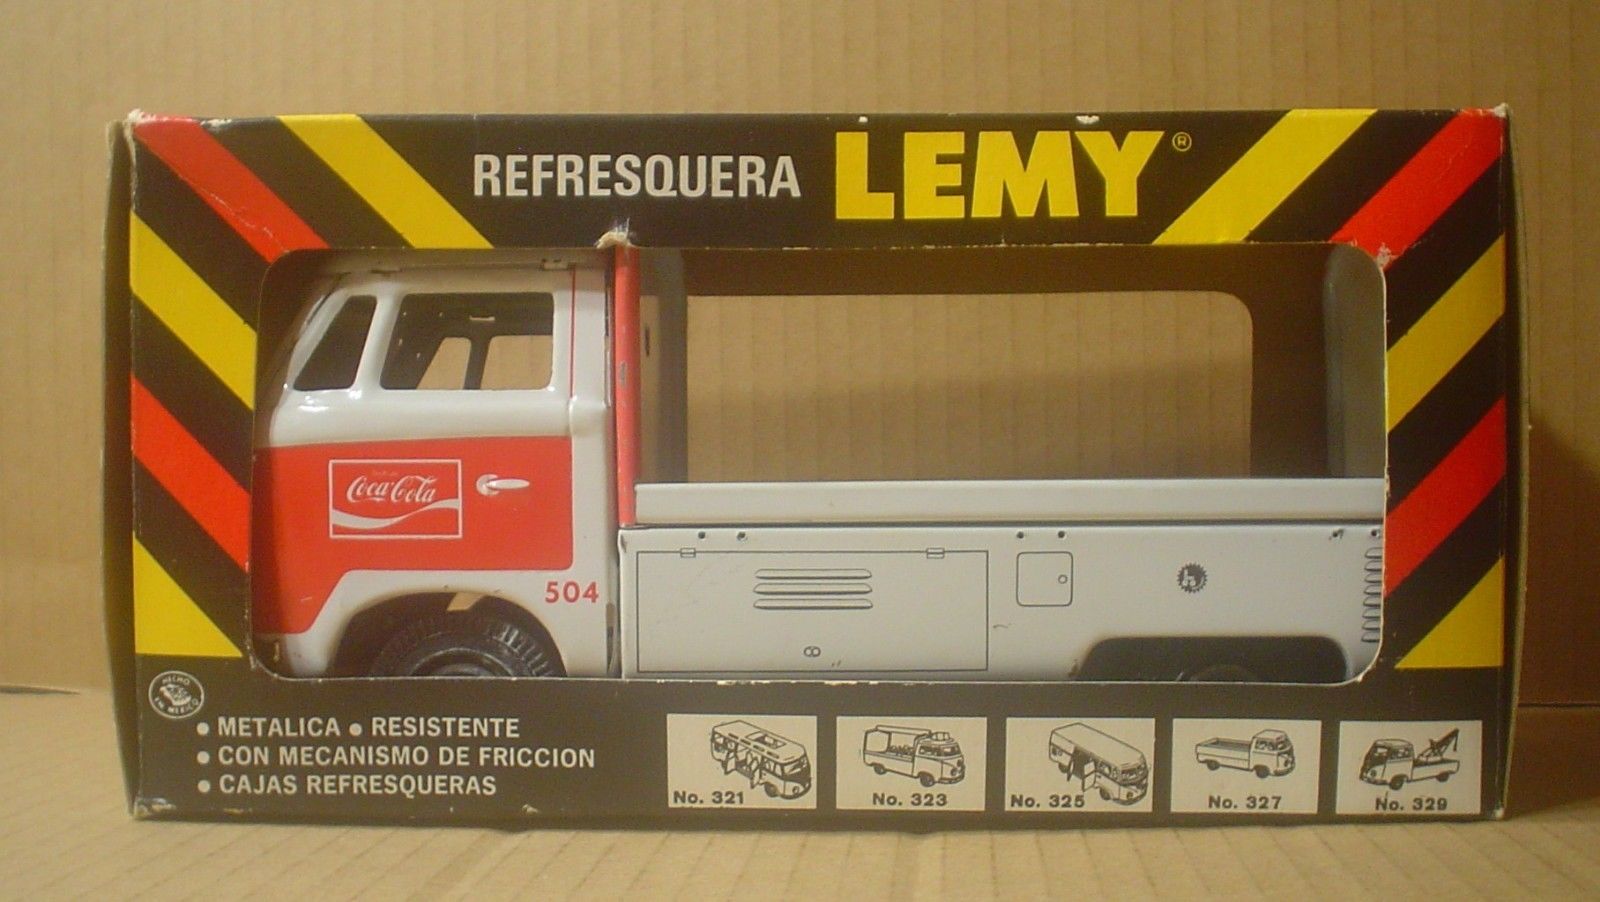 REFRESQUERA LEMY®
Coca-Cola
504
HECHO
EN MEXICO
• METALICA • RESISTENTE
• CON MECANISMO DE FRICCION
• CAJAS REFRESQUERAS
No. 321
No. 323
No. 325
No. 327
No. 329